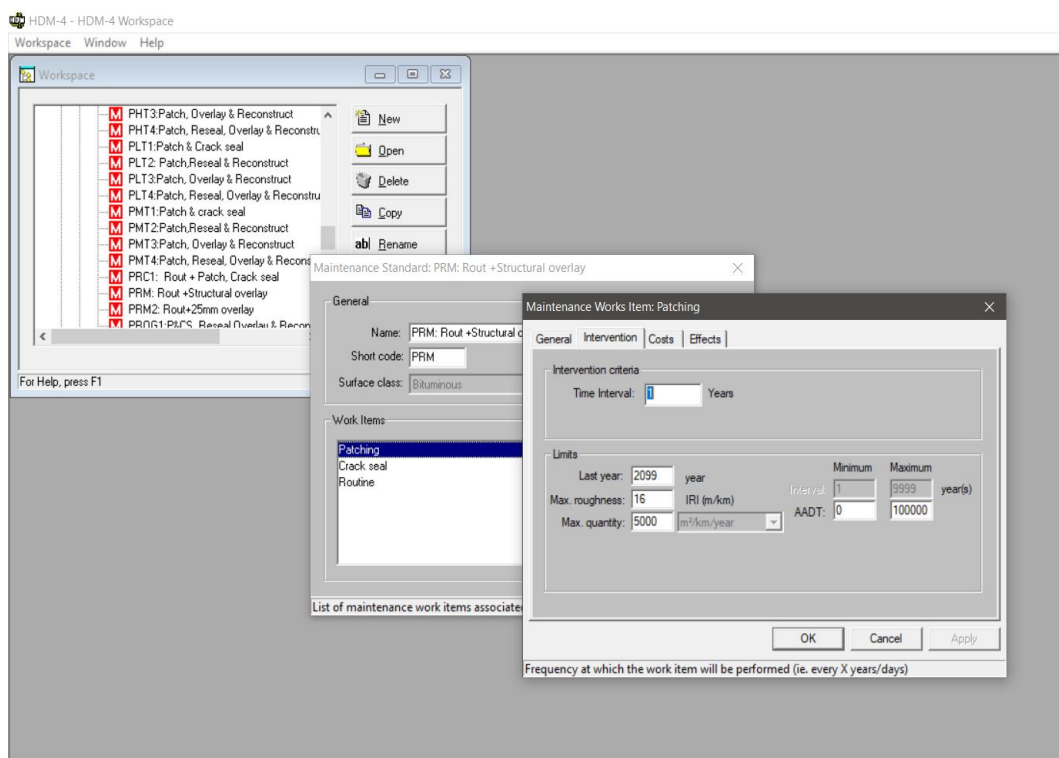 HDM-4 - HDM-4 Workspace
Workspace Window Help
Workspace
PHT3:Patch, Overlay & Reconstruct
PHT4:Patch, Reseal, Overlay & Reconstru
PLT1:Patch & Crack seal
PLT2: Patch,Reseal & Reconstruct
PLT3:Patch, Overlay & Reconstruct
PLT4:Patch, Reseal, Overlay & Reconstru
PMT1:Patch & crack seal
PMT2:Patch,Reseal & Reconstruct
PMT3:Patch, Overlay & Reconstruct
PMT4:Patch, Reseal, Overlay & Recons
PRC1: Rout + Patch, Crack seal
PRM: Rout +Structural overlay
PRM2: Rout+25mm overlay
PROG1:P&CS, Reseal,Overlay & Recon
New
Open
Delete
Copy
ab Rename
For Help, press F1
Maintenance Standard: PRM: Rout +Structural overlay
General
Name: PRM: Rout +Structural o
Short code: PRM
Surface class: Bituminous
Work Items
Patching
Crack seal
Routine
List of maintenance work items associate
Maintenance Works Item: Patching
General Intervention Costs Effects
Intervention criteria
Time Interval: 1 Years
Limits
Minimum Maximum
Last year: 2099 year
Interval: 1 9999 year(s)
Max. roughness: 16 IRI (m/km)
AADT: 0 100000
Max. quantity: 5000 m²/km/year
OK Cancel Apply
Frequency at which the work item will be performed (ie. every X years/days)